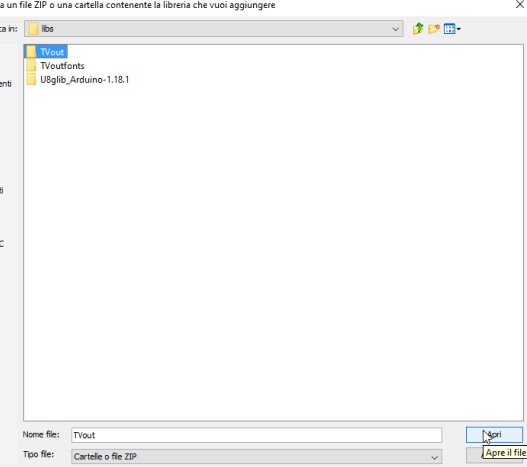 a un file ZIP o una cartella contenente la libreria che vuoi aggiungere
ca in: libs
TVout
TVoutfonts
U8glib_Arduino-1.18.1
enti
ti
C
Nome file: TVout Apri
Tipo file: Cartelle o file ZIP
Apre il file